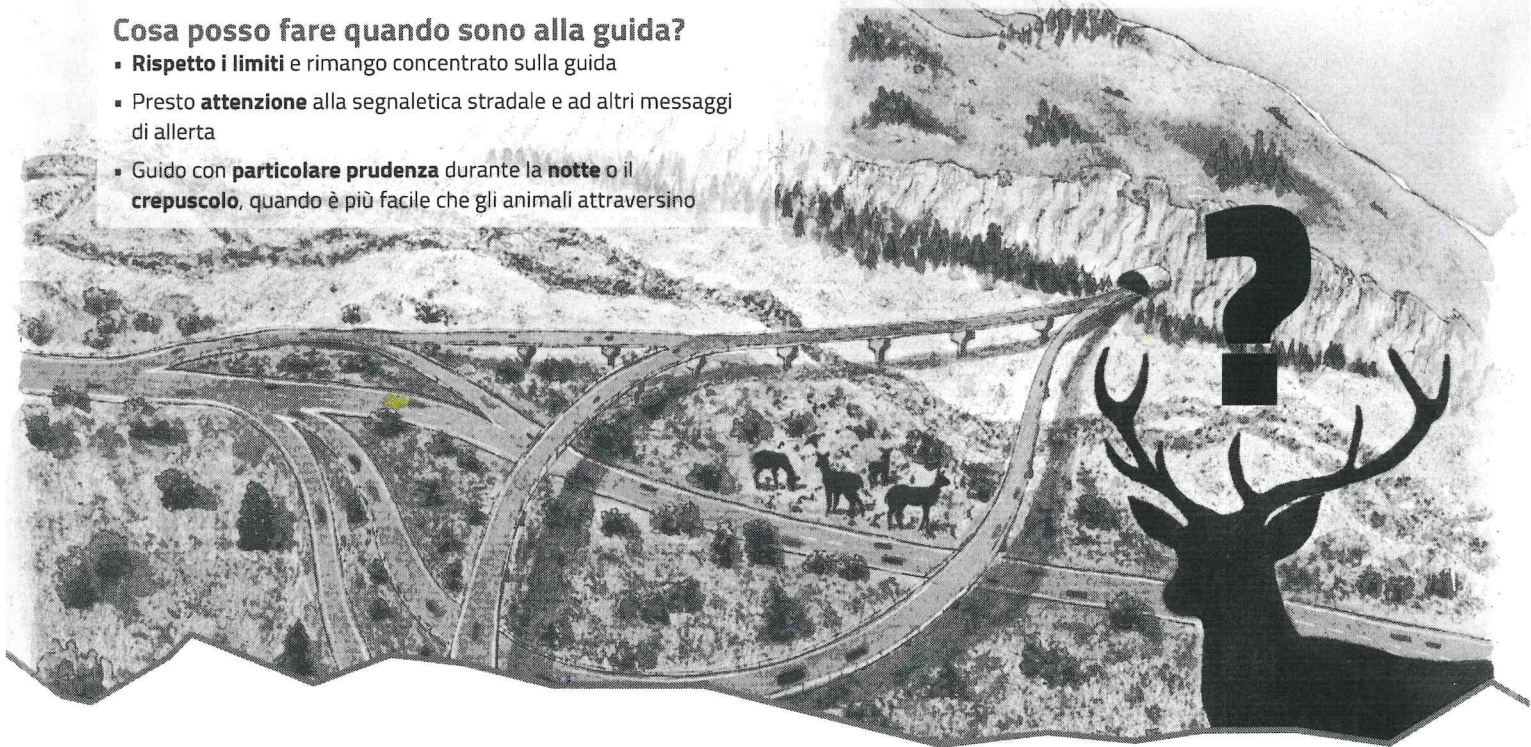 Cosa posso fare quando sono alla guida?
▪ Rispetto i limiti e rimango concentrato sulla guida
▪ Presto attenzione alla segnaletica stradale e ad altri messaggi
di allerta
▪ Guido con particolare prudenza durante la notte o il
crepuscolo, quando è più facile che gli animali attraversino
?